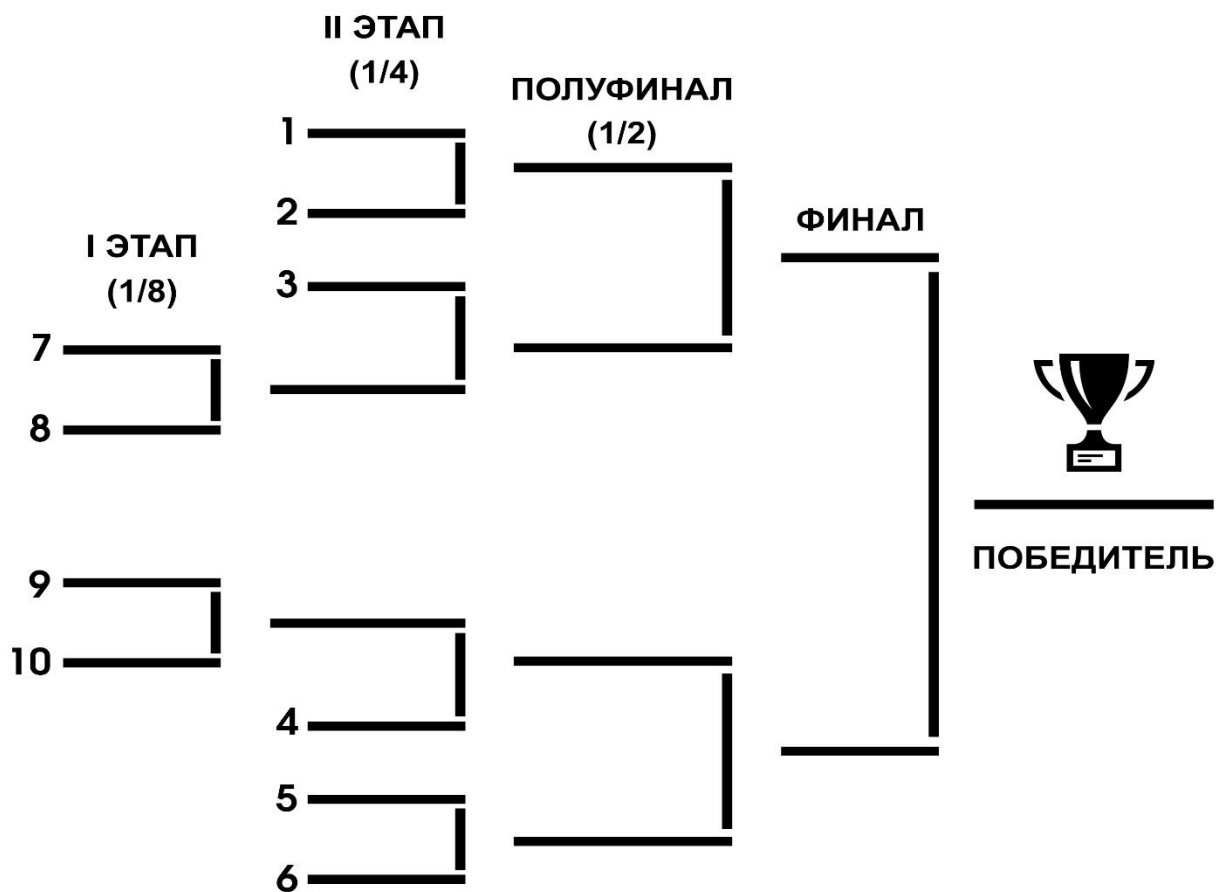 II ЭТАП
(1/4)
ПОЛУФИНАЛ
(1/2)
1
2
ФИНАЛ
I ЭТАП
(1/8)
3
7
8
9
10
ПОБЕДИТЕЛЬ
4
5
6